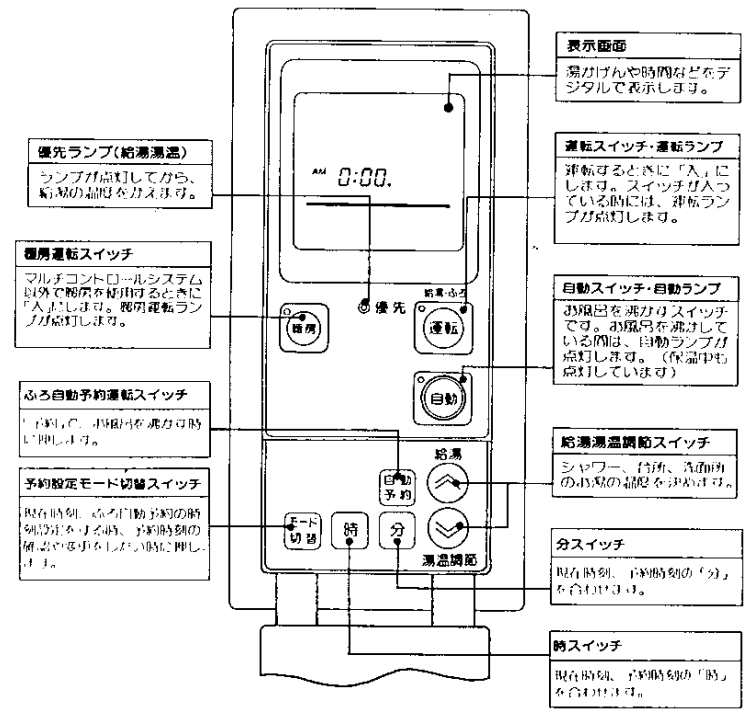 表示画面
湯かげんや時間などをデ
ジタルで表示します。
優先ランプ(給湯湯温)
ランプが点灯してから、
給湯の温度をかえます。
運転スイッチ・運転ランプ
運転するときに「入」に
します。スイッチが入っ
ている時には、運転ラン
プが点灯します。
AM 0:00.
暖房運転スイッチ
マルチコントロールシステム
以外で暖房を使用するときに
「入」にします。暖房運転ラン
プが点灯します。
優先
給湯・ふろ
暖房
運転
自動
自動スイッチ・自動ランプ
お風呂を沸かすスイッチ
です。お風呂を沸かして
いる間は、自動ランプが
点灯します。(保温中も
点灯しています)
ふろ自動予約運転スイッチ
予約して、お風呂を沸かす時
に押します。
給湯湯温調節スイッチ
シャワー、台所、洗面所
のお湯の温度を決めます。
給湯
自動
予約
予約設定モード切替スイッチ
現在時刻、ふろ自動予約の時
刻設定をする時、予約時刻の
確認や変更をしたい時に押し
ます。
モード
切替
時
分
湯温調節
分スイッチ
現在時刻、予約時刻の「分」
を合わせます。
時スイッチ
現在時刻、予約時刻の「時」
を合わせます。